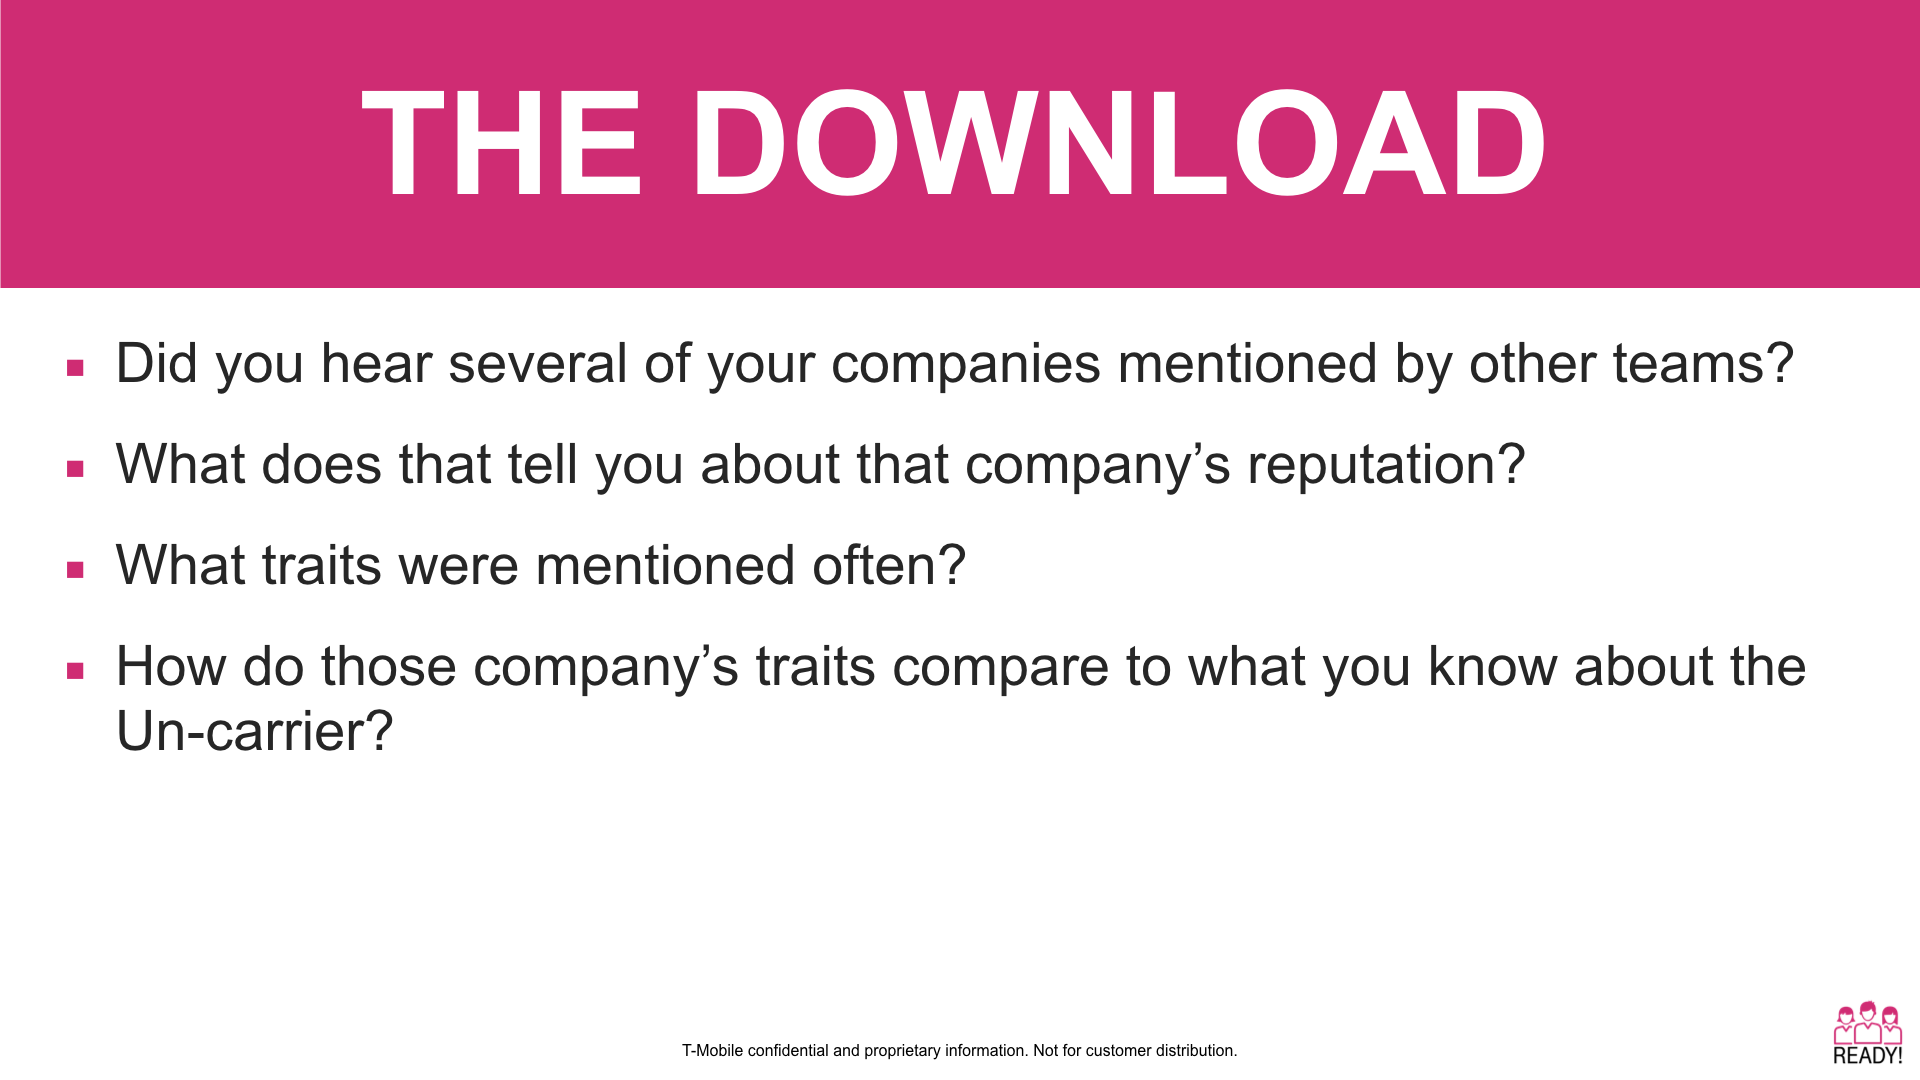 THE DOWNLOAD
▪ Did you hear several of your companies mentioned by other teams?
▪ What does that tell you about that company’s reputation?
▪ What traits were mentioned often?
▪ How do those company’s traits compare to what you know about the
Un-carrier?
T-Mobile confidential and proprietary information. Not for customer distribution.
READY!